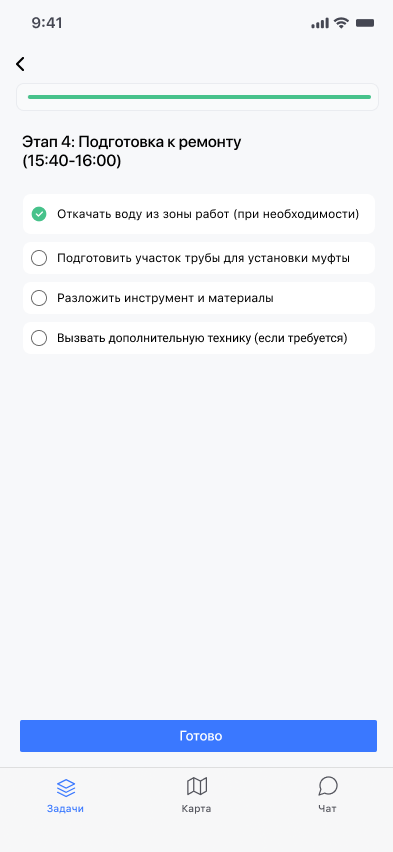 9:41
Этап 4: Подготовка к ремонту
(15:40-16:00)
Откачать воду из зоны работ (при необходимости)
Подготовить участок трубы для установки муфты
Разложить инструмент и материалы
Вызвать дополнительную технику (если требуется)
Готово
Задачи
Карта
Чат